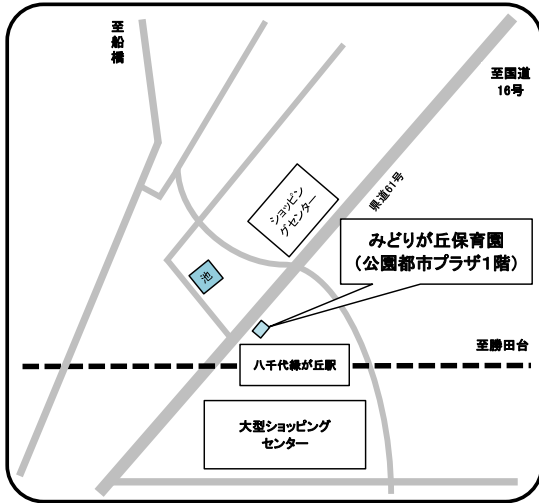 至船橋
至国道
16号
県道61号
ショッピン
グセンター
みどりが丘保育園
（公園都市プラザ1階）
池
至勝田台
八千代緑が丘駅
大型ショッピング
センター